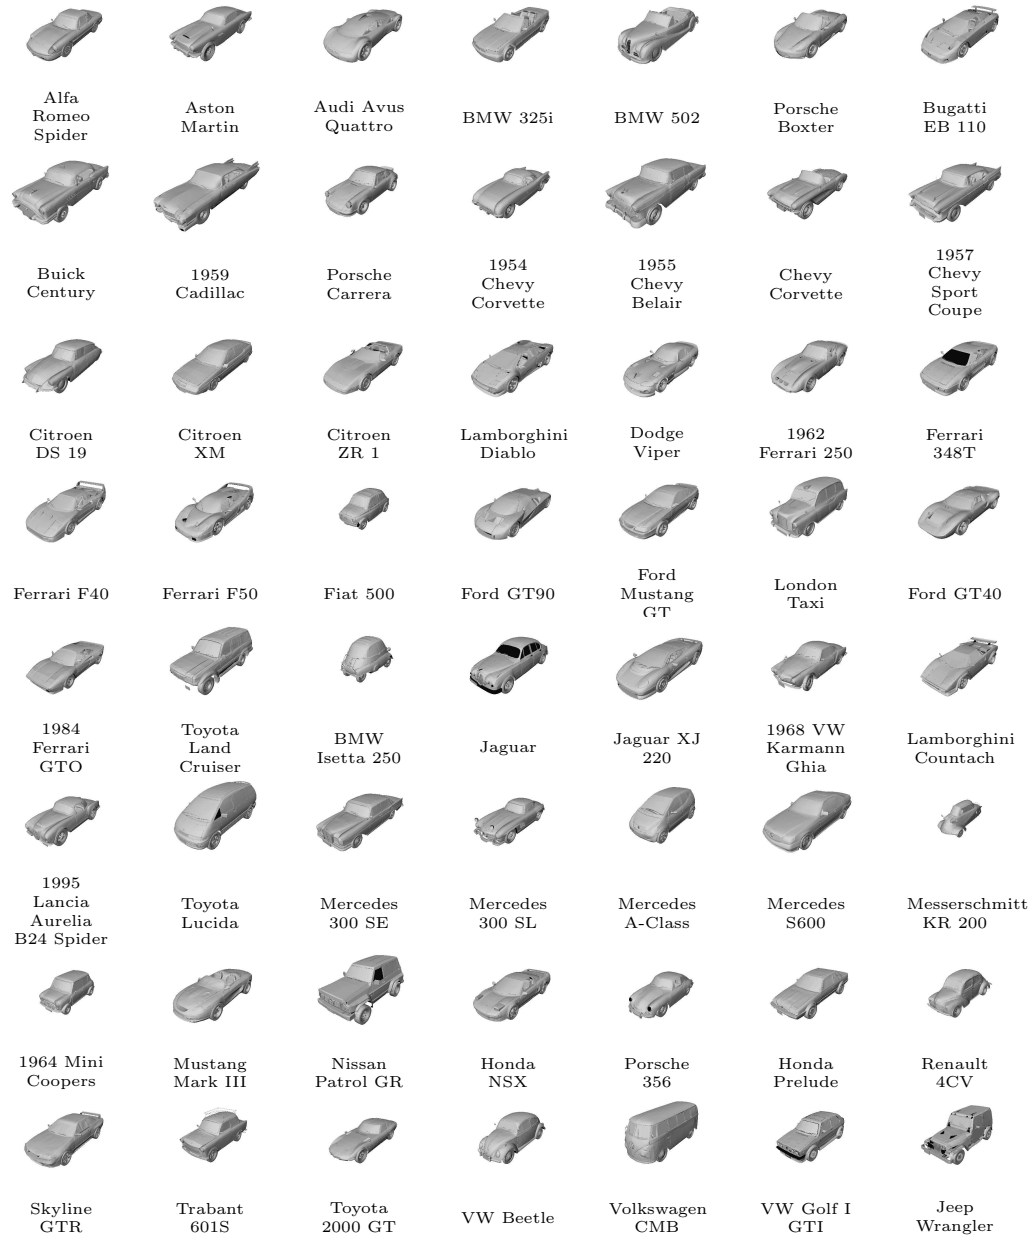 Alfa
Romeo
Spider
Aston
Martin
Audi Avus
Quattro
BMW 325i
BMW 502
Porsche
Boxter
Bugatti
EB 110
Buick
Century
1959
Cadillac
Porsche
Carrera
1954
Chevy
Corvette
1955
Chevy
Belair
Chevy
Corvette
1957
Chevy
Sport
Coupe
Citroen
DS 19
Citroen
XM
Citroen
ZR 1
Lamborghini
Diablo
Dodge
Viper
1962
Ferrari 250
Ferrari
348T
Ferrari F40
Ferrari F50
Fiat 500
Ford GT90
Ford
Mustang
GT
London
Taxi
Ford GT40
1984
Ferrari
GTO
Toyota
Land
Cruiser
BMW
Isetta 250
Jaguar
Jaguar XJ
220
1968 VW
Karmann
Ghia
Lamborghini
Countach
1995
Lancia
Aurelia
B24 Spider
Toyota
Lucida
Mercedes
300 SE
Mercedes
300 SL
Mercedes
A-Class
Mercedes
S600
Messerschmitt
KR 200
1964 Mini
Coopers
Mustang
Mark III
Nissan
Patrol GR
Honda
NSX
Porsche
356
Honda
Prelude
Renault
4CV
Skyline
GTR
Trabant
601S
Toyota
2000 GT
VW Beetle
Volkswagen
CMB
VW Golf I
GTI
Jeep
Wrangler